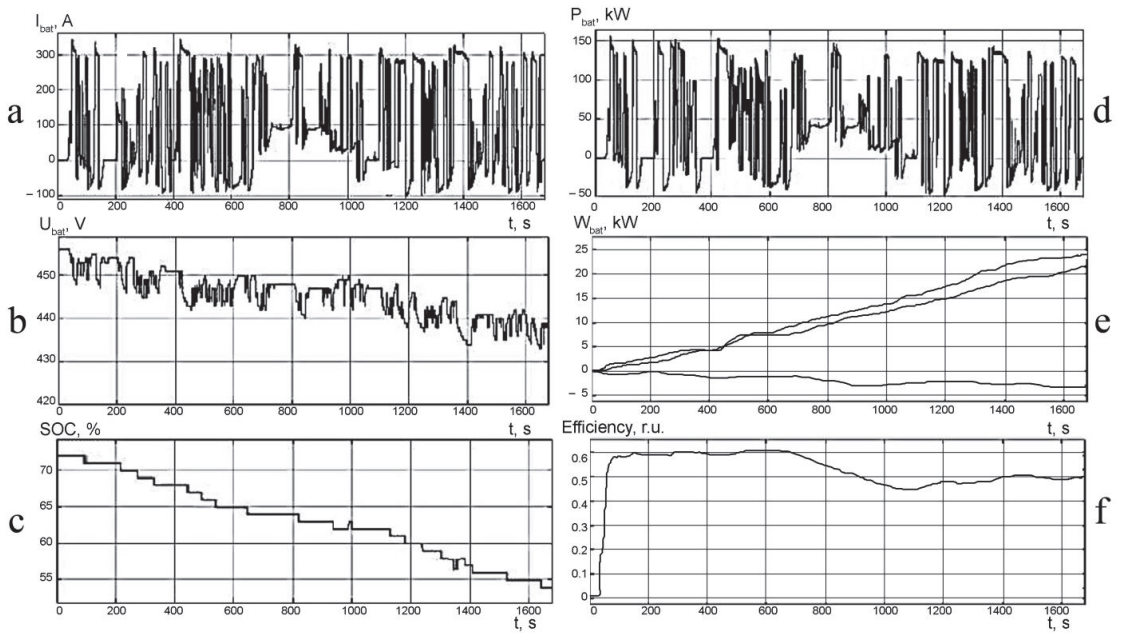 I bat, A
300
200
100
0
– 100
0 200 400 600 800 1000 1200 1400 1600
t, s
a
P bat, kW
150
100
50
0
– 50
0 200 400 600 800 1000 1200 1400 1600
t, s
d
U bat, V
450
440
430
420
0 200 400 600 800 1000 1200 1400 1600
t, s
b
W bat, kW
25
20
15
10
5
0
– 5
0 200 400 600 800 1000 1200 1400 1600
t, s
e
SOC, %
70
65
60
55
0 200 400 600 800 1000 1200 1400 1600
t, s
c
Efficiency, r.u.
0.6
0.5
0.4
0.3
0.2
0.1
0
0 200 400 600 800 1000 1200 1400 1600
t, s
f